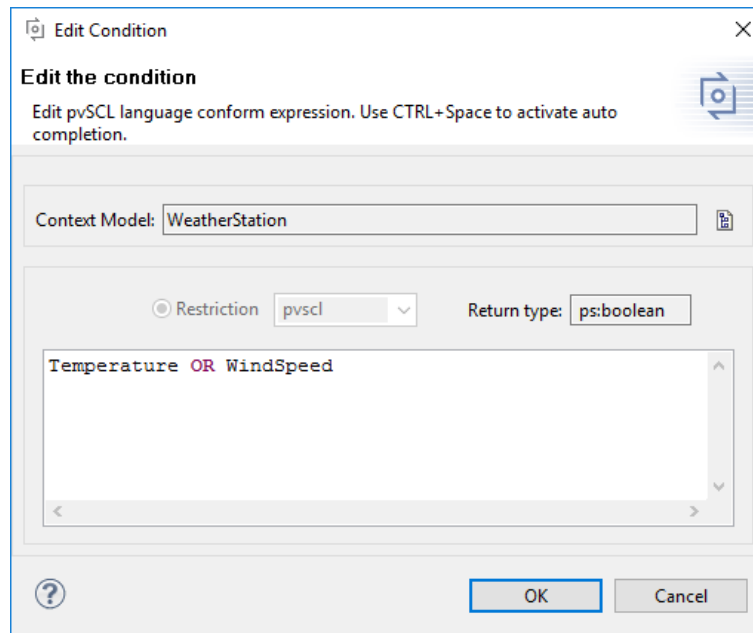 Edit Condition
Edit the condition
Edit pvSCL language conform expression. Use CTRL+Space to activate auto
completion.
Context Model: WeatherStation
Restriction pvscl Return type: ps:boolean
Temperature OR WindSpeed
OK Cancel